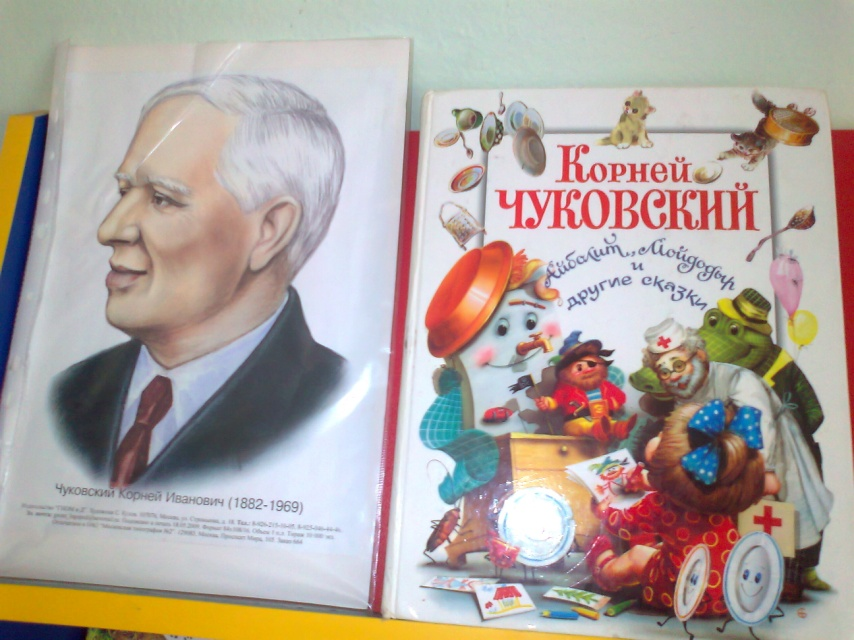 Чуковский Корней Иванович (1882-1969)
Корней
ЧУКОВСКИЙ
Айболит, Мойдодыр
и
другие сказки